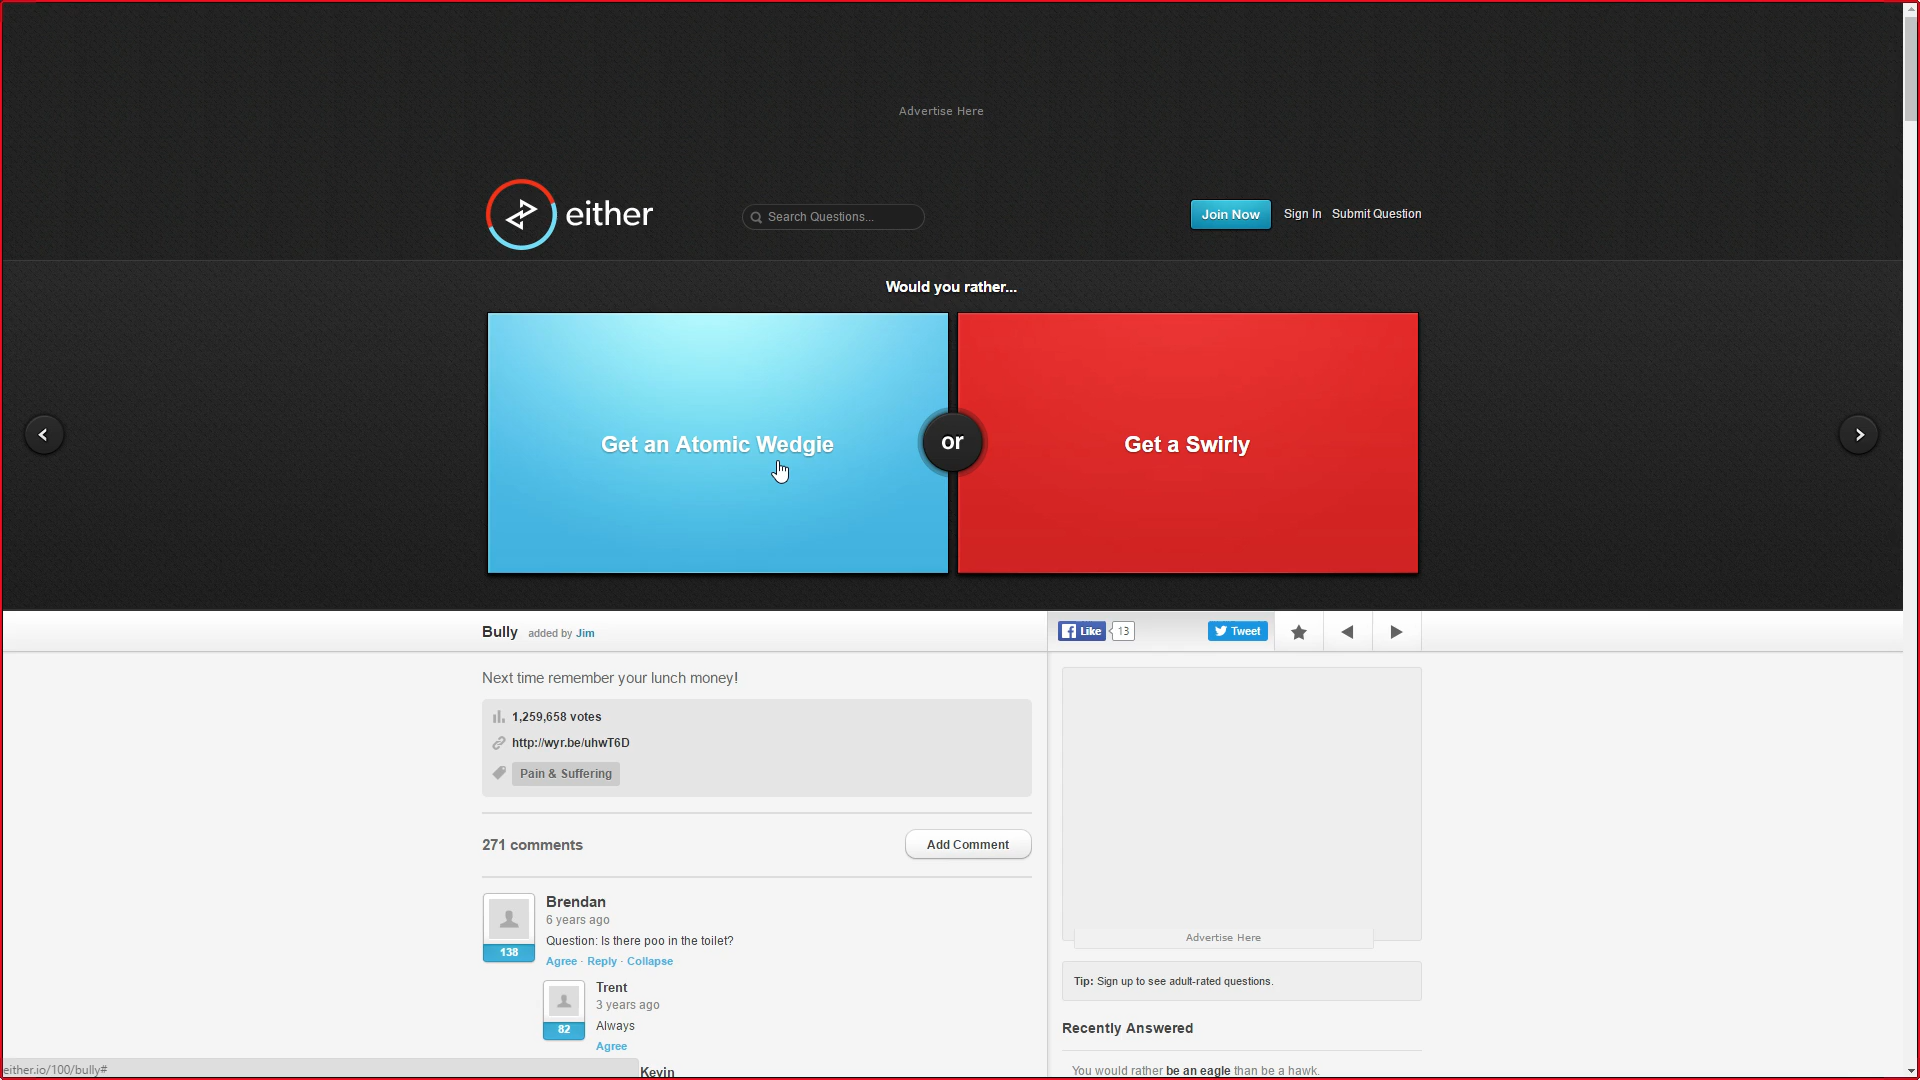 Advertise Here
either
Search Questions...
Join Now
Sign In
Submit Question
Would you rather...
Get an Atomic Wedgie
or
Get a Swirly
Bully
added by Jim
Like
13
Tweet
Next time remember your lunch money!
1,259,658 votes
http://wyr.be/uhwT6D
Pain & Suffering
271 comments
Add Comment
Brendan
6 years ago
Question: Is there poo in the toilet?
Agree · Reply · Collapse
138
Trent
3 years ago
Always
Agree
82
Kevin
Advertise Here
Tip: Sign up to see adult-rated questions.
Recently Answered
You would rather be an eagle than be a hawk.
either.io/100/bully#